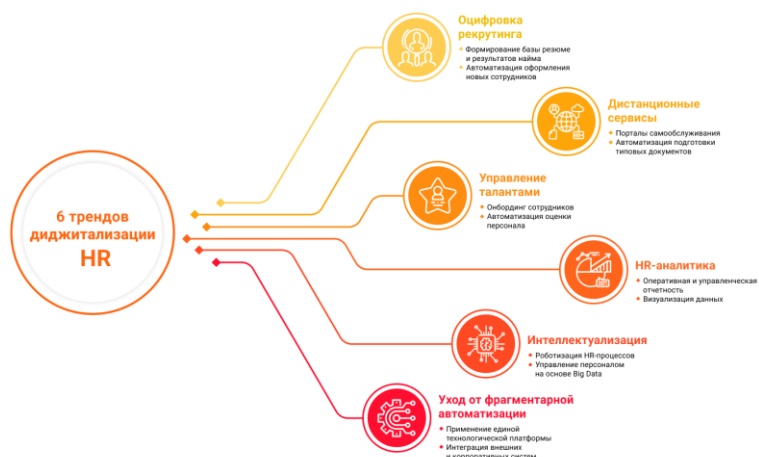 6 трендов
диджитализации
HR
Оцифровка
рекрутинга
Формирование базы резюме
и результатов найма
Автоматизация оформления
новых сотрудников
Дистанционные
сервисы
Порталы самообслуживания
Автоматизация подготовки
типовых документов
Управление
талантами
Онбординг сотрудников
Автоматизация оценки
персонала
HR-аналитика
Оперативная и управленческая
отчетность
Визуализация данных
Интеллектуализация
Роботизация HR-процессов
Управление персоналом
на основе Big Data
Уход от фрагментарной
автоматизации
Применение единой
технологической платформы
Интеграция внешних
и корпоративных систем